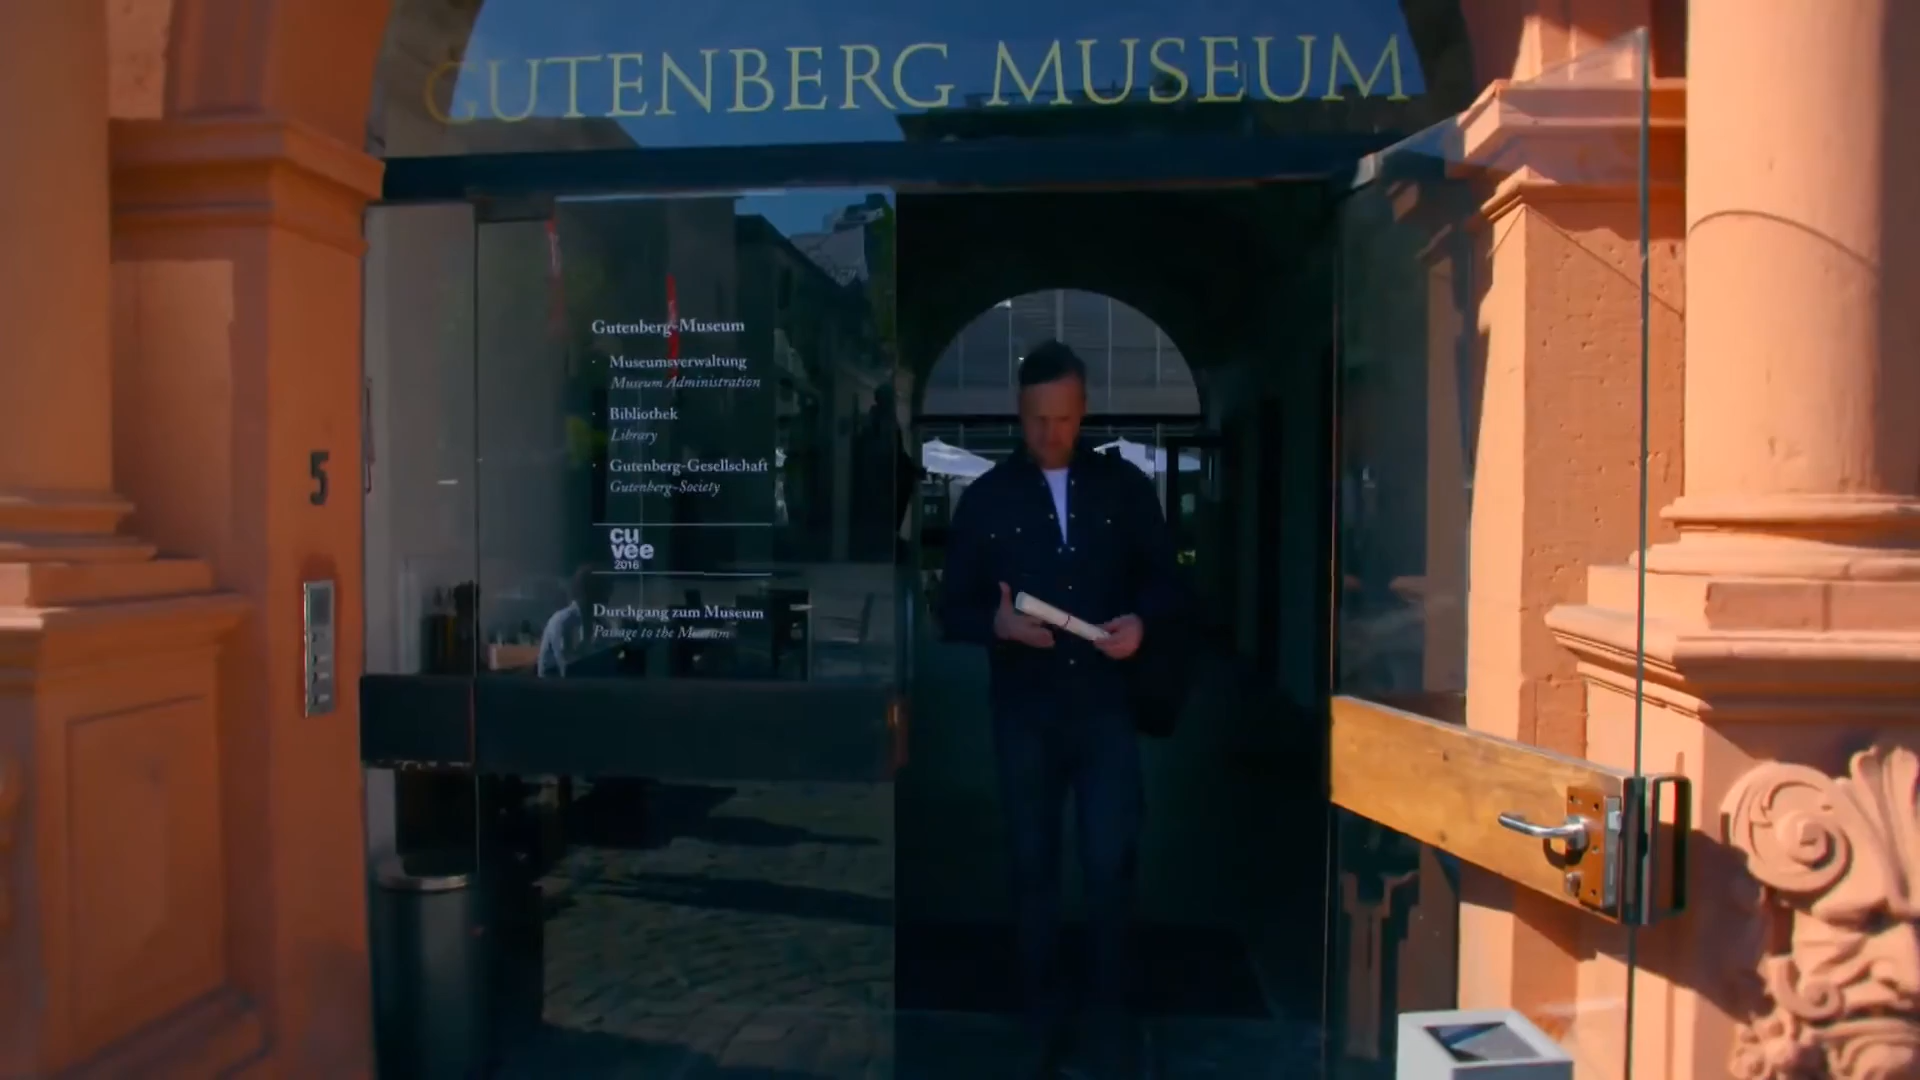 GUTENBERG MUSEUM
Gutenberg-Museum
· Museumsverwaltung
Museum Administration
· Bibliothek
Library
· Gutenberg-Gesellschaft
Gutenberg-Society
cu
vée
2016
Durchgang zum Museum
Passage to the Museum
5